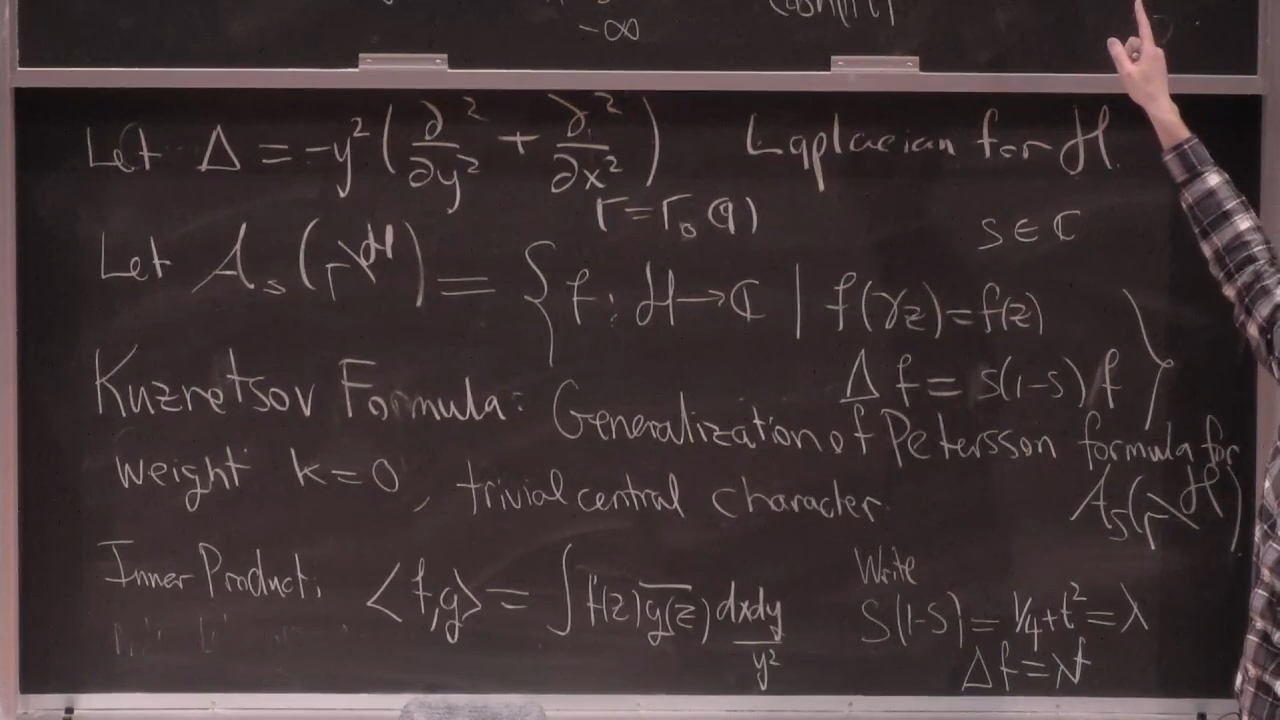 -∞
Let Δ = -y²(∂²/∂y² + ∂²/∂x²) Laplacian for ℋ.
Γ=Γ₀(q) s∈ℂ
Let A_s(Γ\ℋ) = { f: ℋ→ℂ | f(γz)=f(z)
Δf = s(1-s)f }
Kuznetsov Formula: Generalization of Petersson formula for
weight k=0, trivial central character. A_s(Γ\ℋ)
Inner Product: ⟨f,g⟩ = ∫ f(z) \overline{g(z)} dxdy/y²
Write
S(1-S) = 1/4+t² = λ
Δf=λf